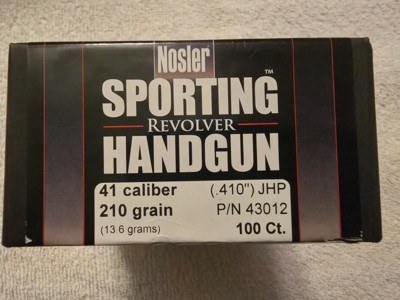 Nosler
SPORTING™
REVOLVER
HANDGUN
41 caliber (.410") JHP
210 grain P/N 43012
(13.6 grams) 100 Ct.